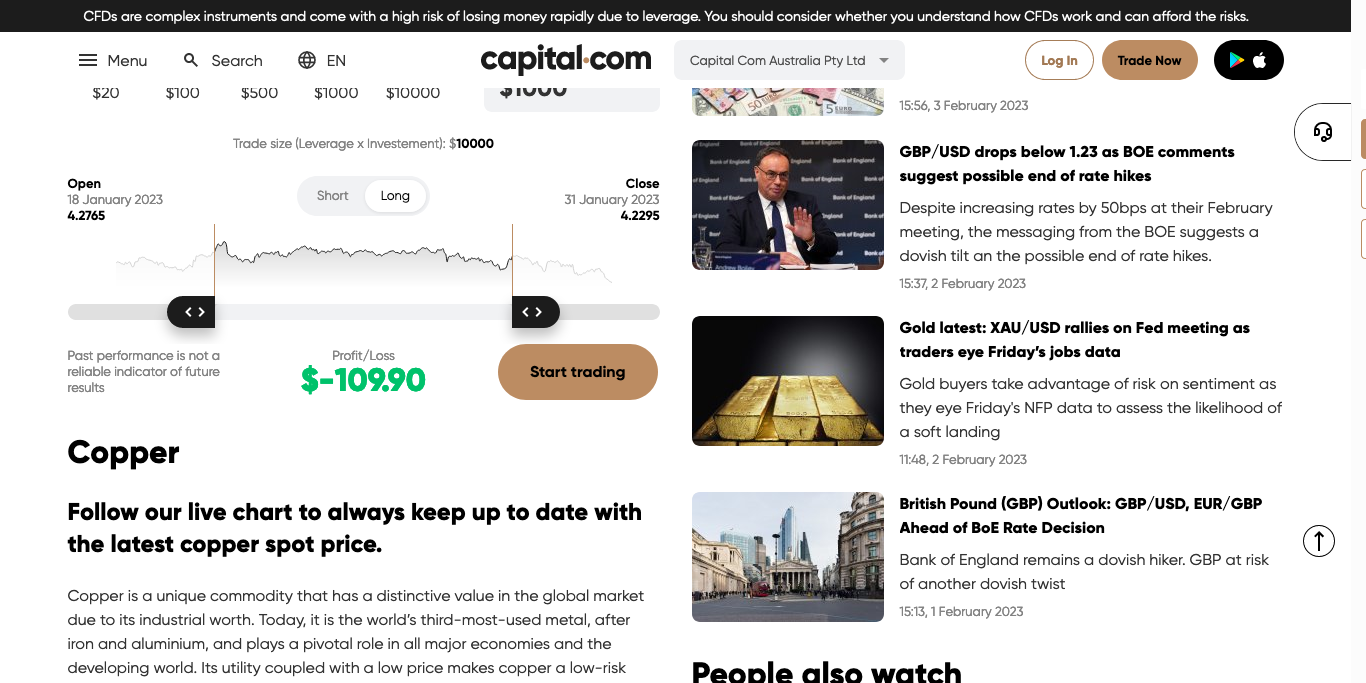 CFDs are complex instruments and come with a high risk of losing money rapidly due to leverage. You should consider whether you understand how CFDs work and can afford the risks.
Menu
Search
EN
capital.com
Capital Com Australia Pty Ltd
Log In
Trade Now
$20
$100
$500
$1000
$10000
$1000
Trade size (Leverage x Investement): $10000
Open
18 January 2023
4.2765
Short
Long
Close
31 January 2023
4.2295
Past performance is not a
reliable indicator of future
results
Profit/Loss
$-109.90
Start trading
Copper
Follow our live chart to always keep up to date with
the latest copper spot price.
Copper is a unique commodity that has a distinctive value in the global market
due to its industrial worth. Today, it is the world's third-most-used metal, after
iron and aluminium, and plays a pivotal role in all major economies and the
developing world. Its utility coupled with a low price makes copper a low-risk
15:56, 3 February 2023
GBP/USD drops below 1.23 as BOE comments
suggest possible end of rate hikes
Despite increasing rates by 50bps at their February
meeting, the messaging from the BOE suggests a
dovish tilt an the possible end of rate hikes.
15:37, 2 February 2023
Gold latest: XAU/USD rallies on Fed meeting as
traders eye Friday's jobs data
Gold buyers take advantage of risk on sentiment as
they eye Friday's NFP data to assess the likelihood of
a soft landing
11:48, 2 February 2023
British Pound (GBP) Outlook: GBP/USD, EUR/GBP
Ahead of BoE Rate Decision
Bank of England remains a dovish hiker. GBP at risk
of another dovish twist
15:13, 1 February 2023
People also watch